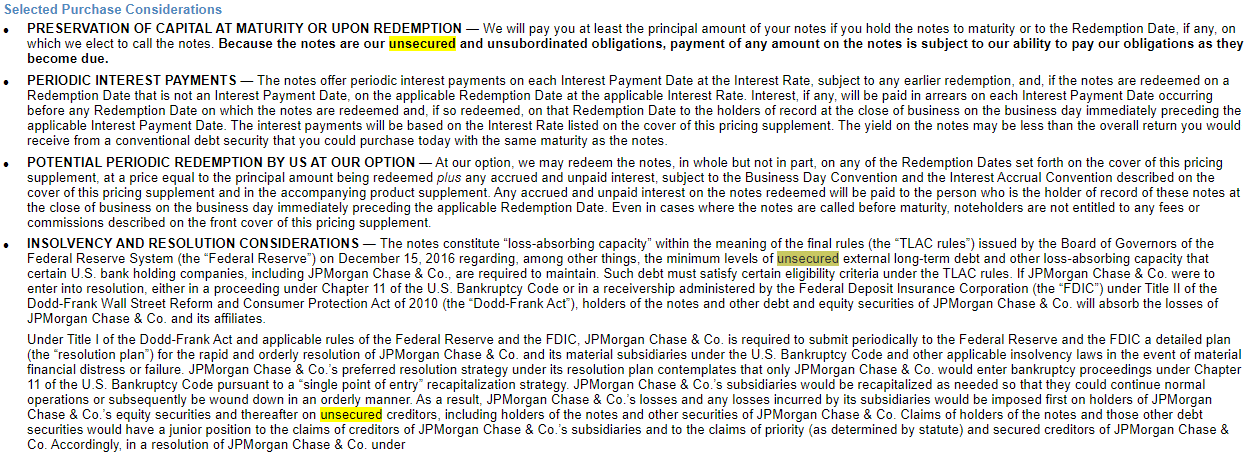 Selected Purchase Considerations
• PRESERVATION OF CAPITAL AT MATURITY OR UPON REDEMPTION — We will pay you at least the principal amount of your notes if you hold the notes to maturity or to the Redemption Date, if any, on
which we elect to call the notes. Because the notes are our unsecured and unsubordinated obligations, payment of any amount on the notes is subject to our ability to pay our obligations as they
become due.
• PERIODIC INTEREST PAYMENTS — The notes offer periodic interest payments on each Interest Payment Date at the Interest Rate, subject to any earlier redemption, and, if the notes are redeemed on a
Redemption Date that is not an Interest Payment Date, on the applicable Redemption Date at the applicable Interest Rate. Interest, if any, will be paid in arrears on each Interest Payment Date occurring
before any Redemption Date on which the notes are redeemed and, if so redeemed, on that Redemption Date to the holders of record at the close of business on the business day immediately preceding the
applicable Interest Payment Date. The interest payments will be based on the Interest Rate listed on the cover of this pricing supplement. The yield on the notes may be less than the overall return you would
receive from a conventional debt security that you could purchase today with the same maturity as the notes.
• POTENTIAL PERIODIC REDEMPTION BY US AT OUR OPTION — At our option, we may redeem the notes, in whole but not in part, on any of the Redemption Dates set forth on the cover of this pricing
supplement, at a price equal to the principal amount being redeemed plus any accrued and unpaid interest, subject to the Business Day Convention and the Interest Accrual Convention described on the
cover of this pricing supplement and in the accompanying product supplement. Any accrued and unpaid interest on the notes redeemed will be paid to the person who is the holder of record of these notes at
the close of business on the business day immediately preceding the applicable Redemption Date. Even in cases where the notes are called before maturity, noteholders are not entitled to any fees or
commissions described on the front cover of this pricing supplement.
• INSOLVENCY AND RESOLUTION CONSIDERATIONS — The notes constitute “loss-absorbing capacity” within the meaning of the final rules (the “TLAC rules”) issued by the Board of Governors of the
Federal Reserve System (the “Federal Reserve”) on December 15, 2016 regarding, among other things, the minimum levels of unsecured external long-term debt and other loss-absorbing capacity that
certain U.S. bank holding companies, including JPMorgan Chase & Co., are required to maintain. Such debt must satisfy certain eligibility criteria under the TLAC rules. If JPMorgan Chase & Co. were to
enter into resolution, either in a proceeding under Chapter 11 of the U.S. Bankruptcy Code or in a receivership administered by the Federal Deposit Insurance Corporation (the “FDIC”) under Title II of the
Dodd-Frank Wall Street Reform and Consumer Protection Act of 2010 (the “Dodd-Frank Act”), holders of the notes and other debt and equity securities of JPMorgan Chase & Co. will absorb the losses of
JPMorgan Chase & Co. and its affiliates.
Under Title I of the Dodd-Frank Act and applicable rules of the Federal Reserve and the FDIC, JPMorgan Chase & Co. is required to submit periodically to the Federal Reserve and the FDIC a detailed plan
(the “resolution plan”) for the rapid and orderly resolution of JPMorgan Chase & Co. and its material subsidiaries under the U.S. Bankruptcy Code and other applicable insolvency laws in the event of material
financial distress or failure. JPMorgan Chase & Co.’s preferred resolution strategy under its resolution plan contemplates that only JPMorgan Chase & Co. would enter bankruptcy proceedings under Chapter
11 of the U.S. Bankruptcy Code pursuant to a “single point of entry” recapitalization strategy. JPMorgan Chase & Co.’s subsidiaries would be recapitalized as needed so that they could continue normal
operations or subsequently be wound down in an orderly manner. As a result, JPMorgan Chase & Co.’s losses and any losses incurred by its subsidiaries would be imposed first on holders of JPMorgan
Chase & Co.’s equity securities and thereafter on unsecured creditors, including holders of the notes and other securities of JPMorgan Chase & Co. Claims of holders of the notes and those other debt
securities would have a junior position to the claims of creditors of JPMorgan Chase & Co.’s subsidiaries and to the claims of priority (as determined by statute) and secured creditors of JPMorgan Chase &
Co. Accordingly, in a resolution of JPMorgan Chase & Co. under